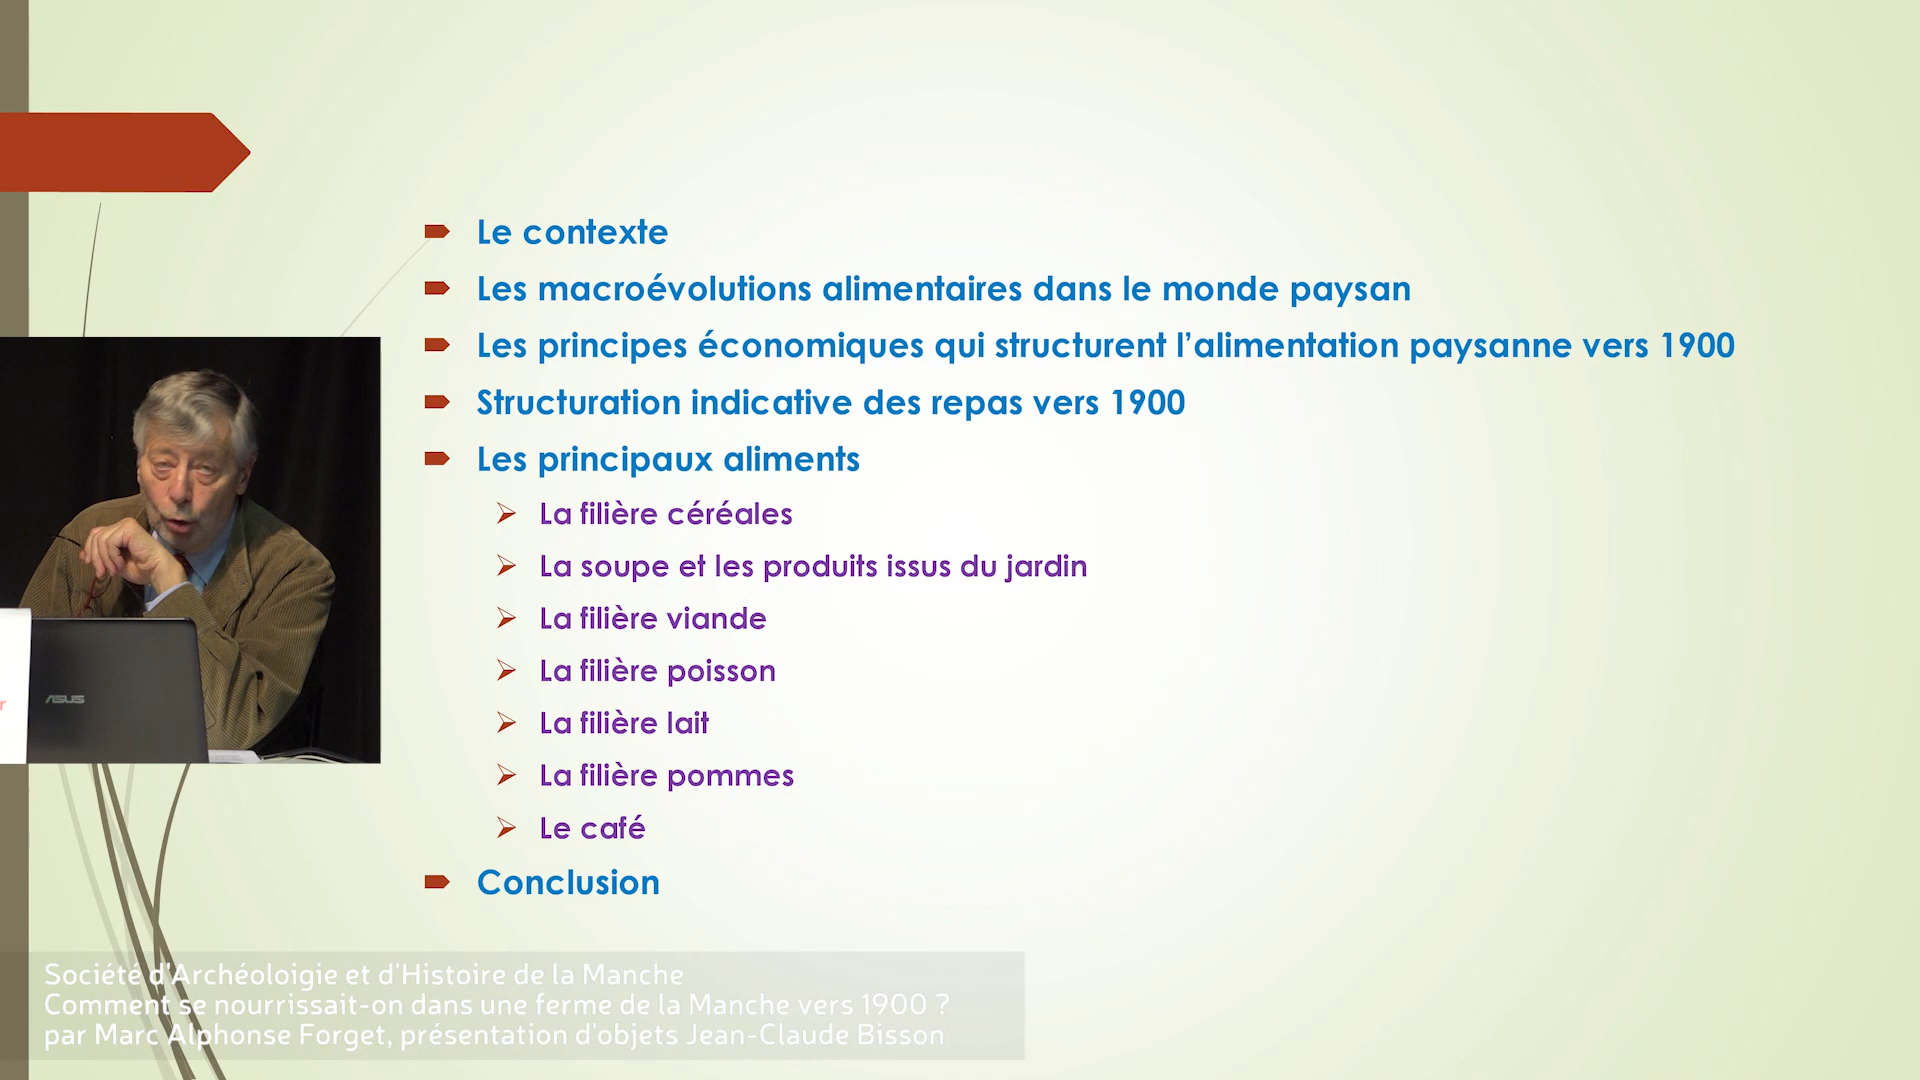 Le contexte
Les macroévolutions alimentaires dans le monde paysan
Les principes économiques qui structurent l’alimentation paysanne vers 1900
Structuration indicative des repas vers 1900
Les principaux aliments
La filière céréales
La soupe et les produits issus du jardin
La filière viande
La filière poisson
La filière lait
La filière pommes
Le café
Conclusion
r
ASUS
Société d'Archéoloigie et d'Histoire de la Manche
Comment se nourrissait-on dans une ferme de la Manche vers 1900 ?
par Marc Alphonse Forget, présentation d'objets Jean-Claude Bisson